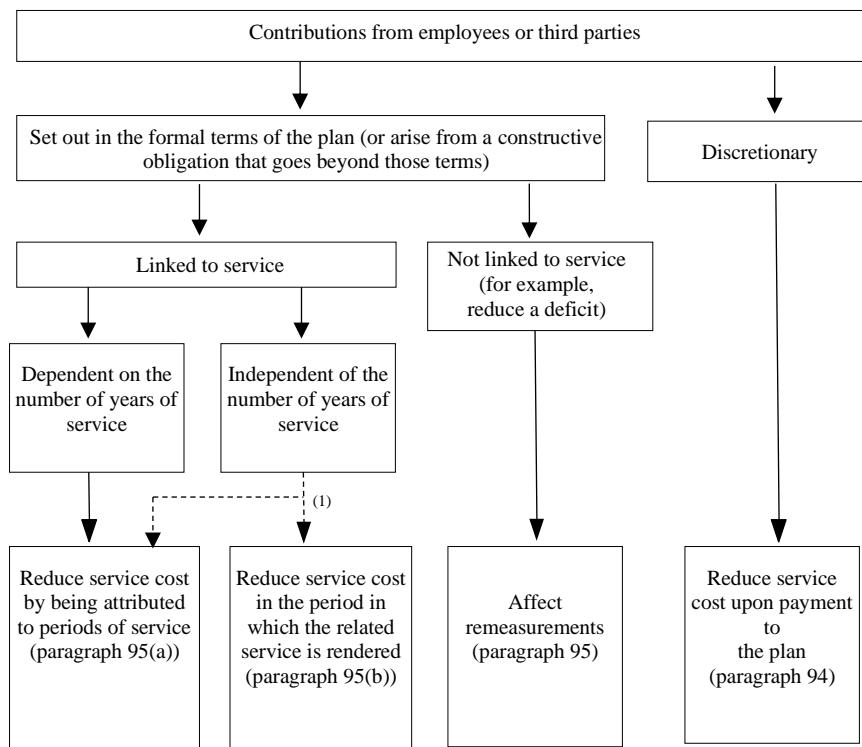 Contributions from employees or third parties
Set out in the formal terms of the plan (or arise from a constructive
obligation that goes beyond those terms)
Discretionary
Linked to service
Not linked to service
(for example,
reduce a deficit)
Dependent on the
number of years of
service
Independent of the
number of years of
service
(1)
Reduce service cost
by being attributed
to periods of service
(paragraph 95(a))
Reduce service cost
in the period in
which the related
service is rendered
(paragraph 95(b))
Affect
remeasurements
(paragraph 95)
Reduce service
cost upon payment
to
the plan
(paragraph 94)